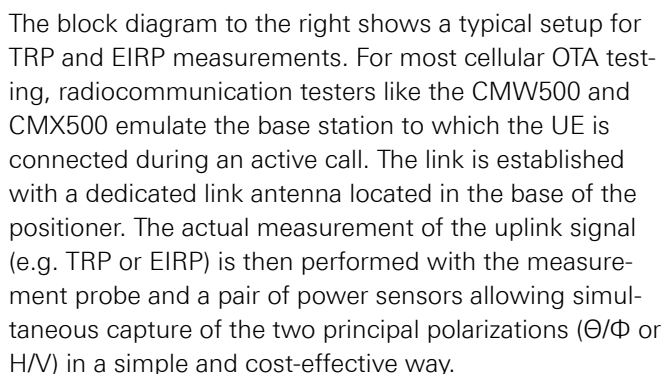 The block diagram to the right shows a typical setup for
TRP and EIRP measurements. For most cellular OTA test-
ing, radiocommunication testers like the CMW500 and
CMX500 emulate the base station to which the UE is
connected during an active call. The link is established
with a dedicated link antenna located in the base of the
positioner. The actual measurement of the uplink signal
(e.g. TRP or EIRP) is then performed with the measure-
ment probe and a pair of power sensors allowing simul-
taneous capture of the two principal polarizations (Θ/Φ or
H/V) in a simple and cost-effective way.